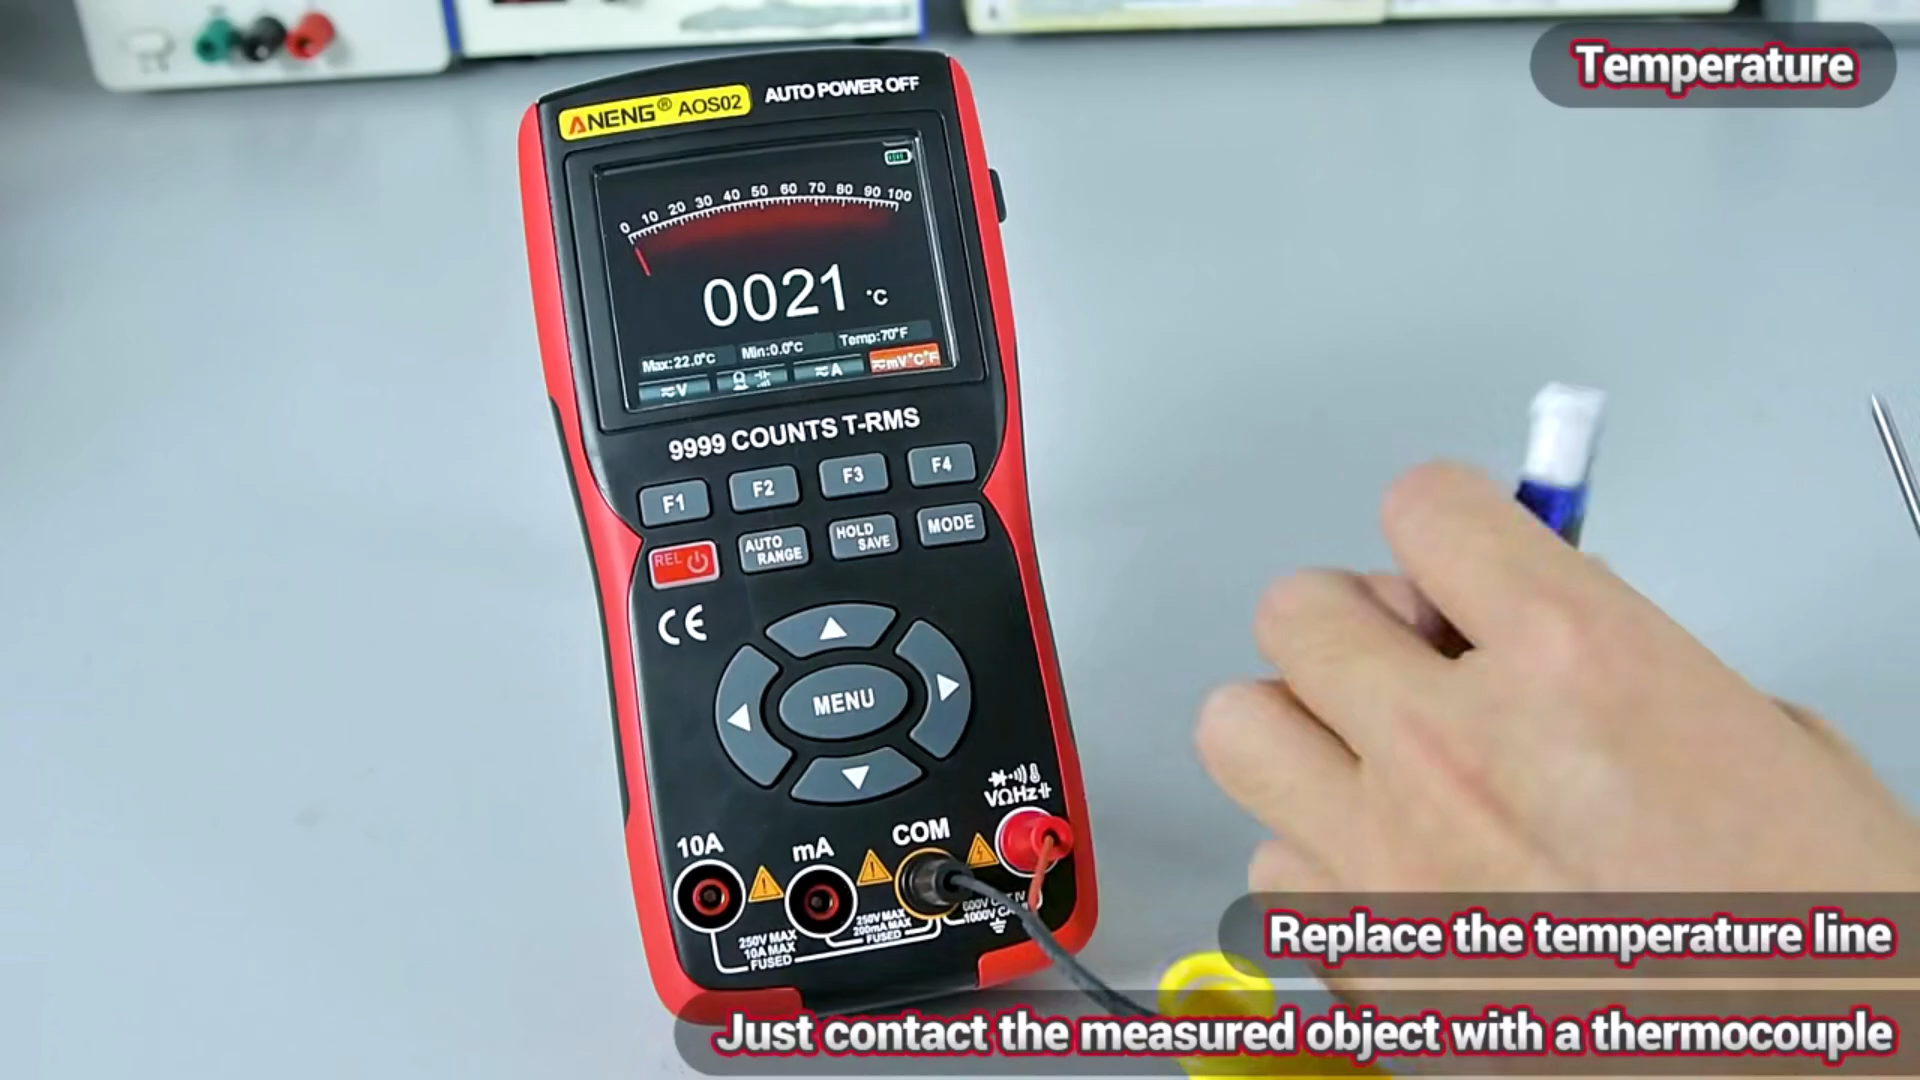 Temperature
ANENG® AOS02
AUTO POWER OFF
0 10 20 30 40 50 60 70 80 90 100
0021 °C
Max:22.0°C Min:0.0°C Temp:70°F
≂V Ω ≂A ≂mV°C°F
9999 COUNTS T-RMS
F1 F2 F3 F4
REL
AUTO RANGE
HOLD SAVE
MODE
CE
MENU
VΩHz
10A mA COM
250V MAX
10A MAX
FUSED
250V MAX
200mA MAX
FUSED
600V
1000V
Replace the temperature line
Just contact the measured object with a thermocouple